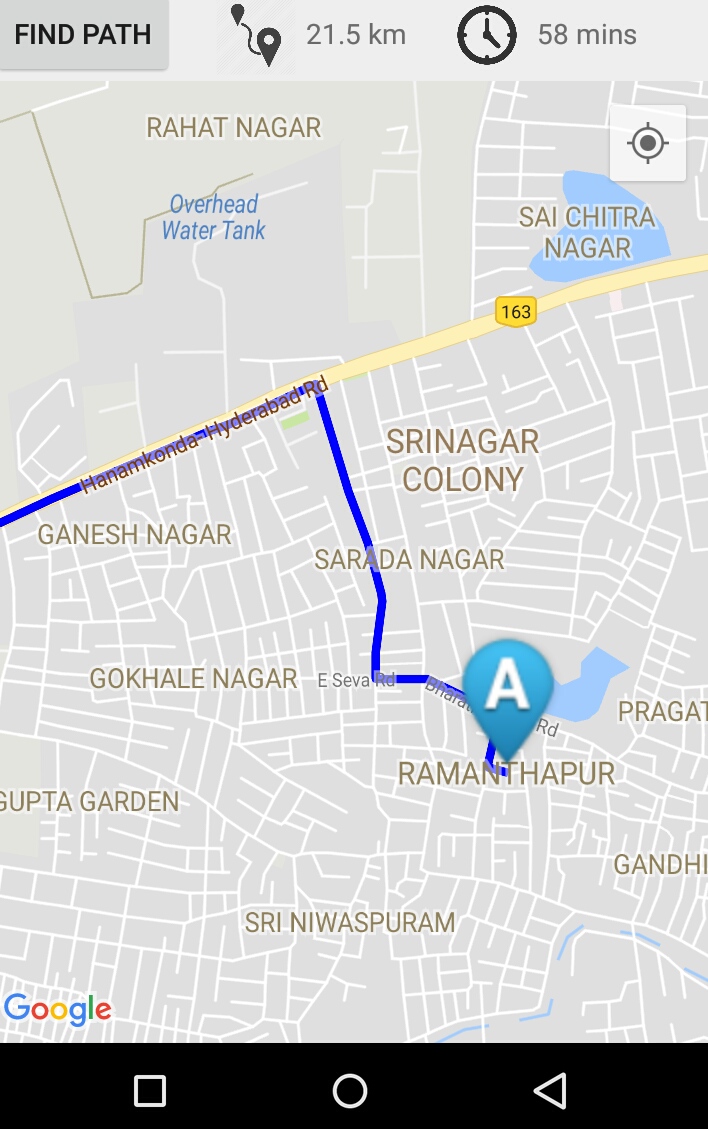 FIND PATH
21.5 km
58 mins
RAHAT NAGAR
Overhead
Water Tank
SAI CHITRA
NAGAR
163
Hanamkonda-Hyderabad Rd
SRINAGAR
COLONY
GANESH NAGAR
SARADA NAGAR
GOKHALE NAGAR
E Seva Rd
A
Rd
PRAGAT
RAMANTHAPUR
GUPTA GARDEN
GANDHI
SRI NIWASPURAM
Google